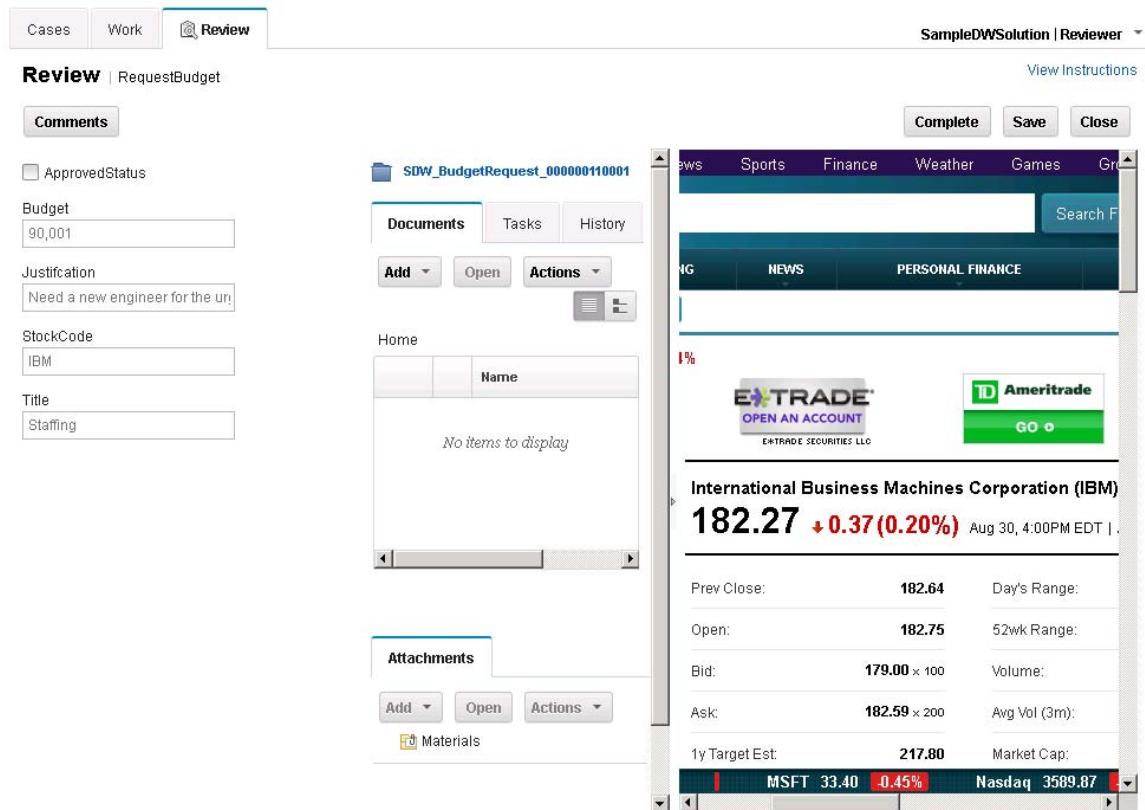 Cases Work Review
SampleDWSolution | Reviewer
Review | RequestBudget
View Instructions
Comments
Complete Save Close
ApprovedStatus
Budget
90,001
Justifcation
Need a new engineer for the ur
StockCode
IBM
Title
Staffing
SDW_BudgetRequest_000000110001
Documents Tasks History
Add Open Actions
Home
Name
No items to display
Attachments
Add Open Actions
Materials
ews Sports Finance Weather Games Gr
Search F
NG NEWS PERSONAL FINANCE
4%
E*TRADE
OPEN AN ACCOUNT
E*TRADE SECURITIES LLC
TD Ameritrade
GO
International Business Machines Corporation (IBM)
182.27 0.37(0.20%) Aug 30, 4:00PM EDT | .
Prev Close: 182.64 Day's Range:
Open: 182.75 52wk Range:
Bid: 179.00 x 100 Volume:
Ask: 182.59 x 200 Avg Vol (3m):
1y Target Est: 217.80 Market Cap:
MSFT 33.40 -0.45% Nasdaq 3589.87